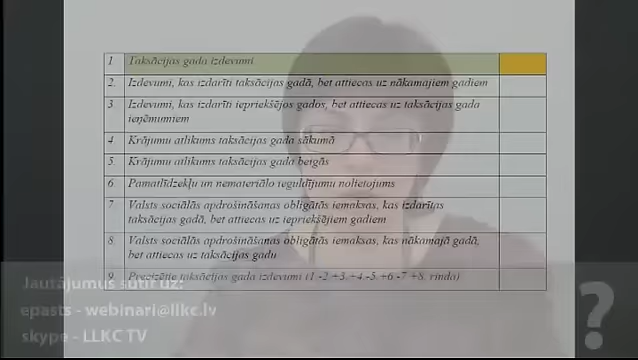 1 Taksācijas gada izdevumi
2. Izdevumi, kas izdarīti taksācijas gadā, bet attiecas uz nākamajiem gadiem
3 Izdevumi, kas izdarīti iepriekšējos gados, bet attiecas uz taksācijas gada
ieņēmumiem
4 Krājumu atlikums taksācijas gada sākumā
5. Krājumu atlikums taksācijas gada beigās
6. Pamatlīdzekļu un nemateriālo ieguldījumu nolietojums
7 Valsts sociālās apdrošināšanas obligātās iemaksas, kas izdarītas
taksācijas gadā, bet attiecas uz iepriekšējiem gadiem
8. Valsts sociālās apdrošināšanas obligātās iemaksas, kas nākamajā gadā,
bet attiecas uz taksācijas gadu
9. Precizētie taksācijas gada izdevumi (1 -2 +3 +4 -5 +6 -7 +8. rinda)
Jautājumus sūtīt uz:
epasts - webinari@llkc.lv
skype - LLKC TV
?